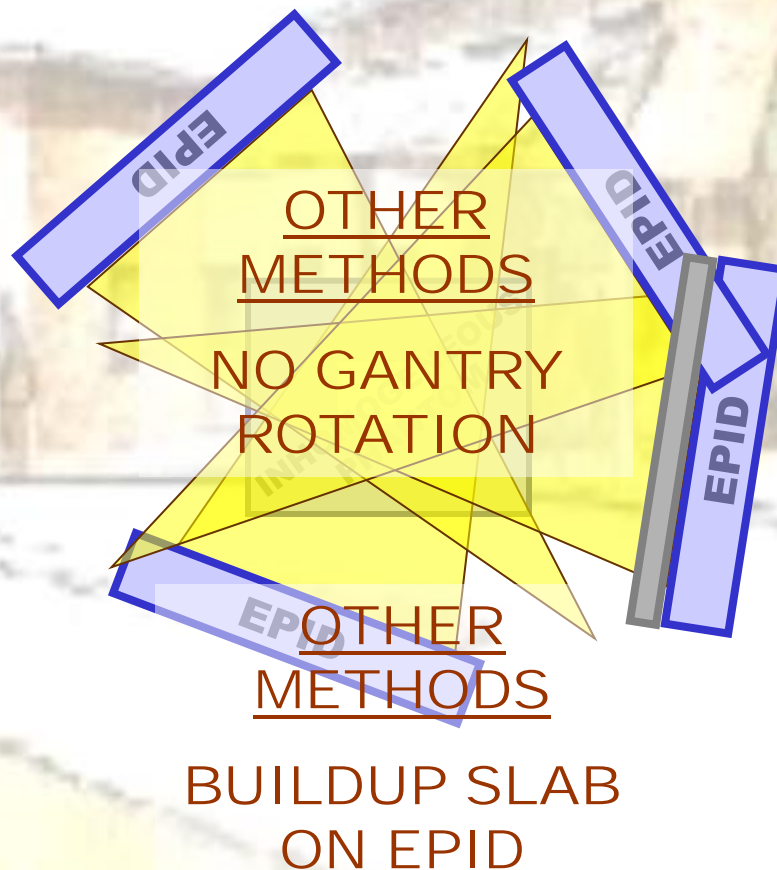 EPID
EPID
OTHER
METHODS
NO GANTRY
ROTATION
EPID
EPID
OTHER
METHODS
BUILDUP SLAB
ON EPID